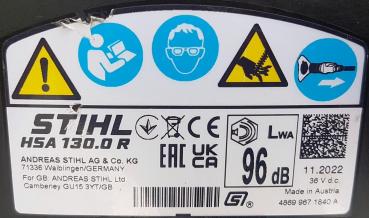 STIHL
HSA 130.0 R
ANDREAS STIHL AG & Co. KG
71336 Waiblingen/GERMANY
For GB: ANDREAS STIHL Ltd
Camberley GU15 3YT/GB
CE
EAC UK
CA
LWA
96 dB
11.2022
36 V d.c.
Made in Austria
4869 967 1840 A